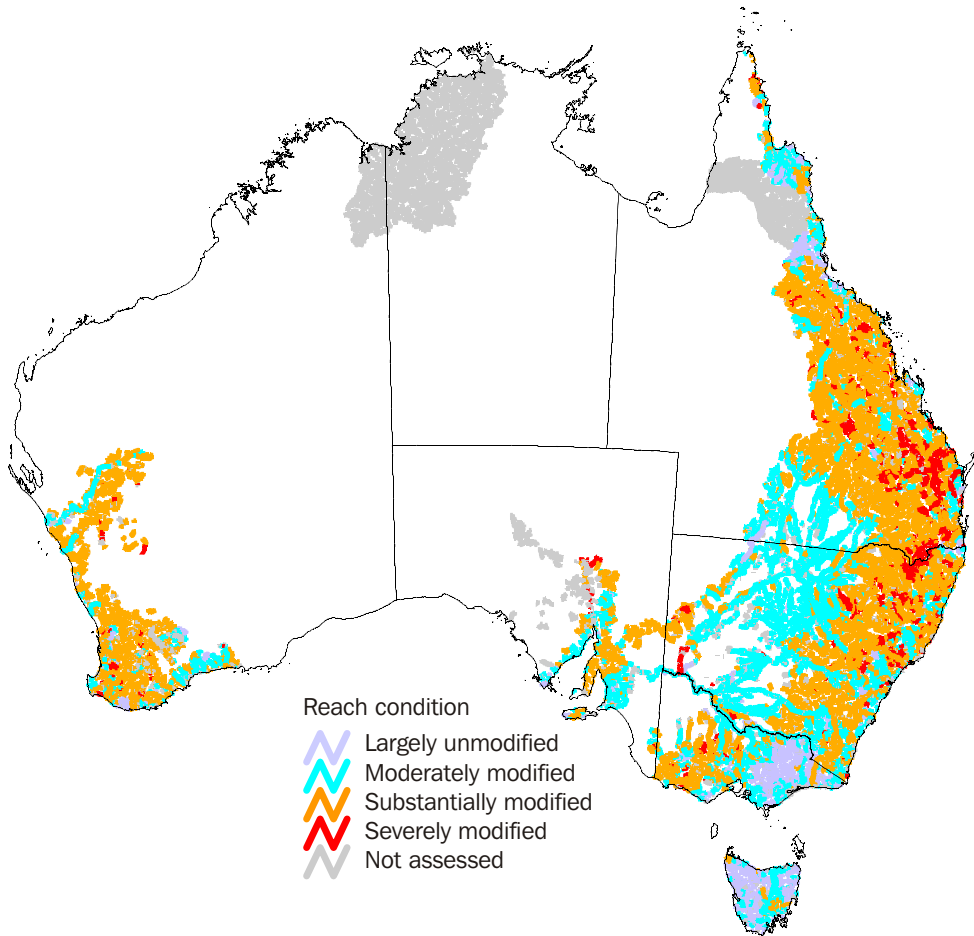 Reach condition
Largely unmodified
Moderately modified
Substantially modified
Severely modified
Not assessed